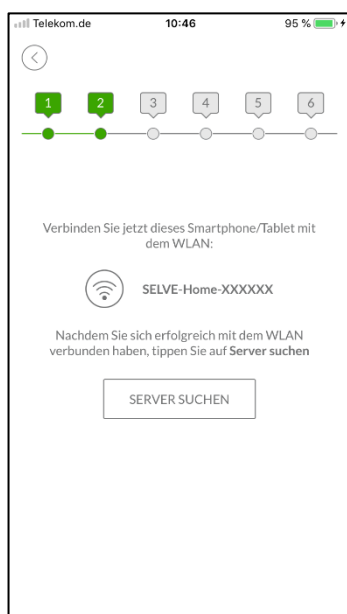 Telekom.de 10:46 95 %
1 2 3 4 5 6
Verbinden Sie jetzt dieses Smartphone/Tablet mit
dem WLAN:
SELVE-Home-XXXXXX
Nachdem Sie sich erfolgreich mit dem WLAN
verbunden haben, tippen Sie auf Server suchen
SERVER SUCHEN